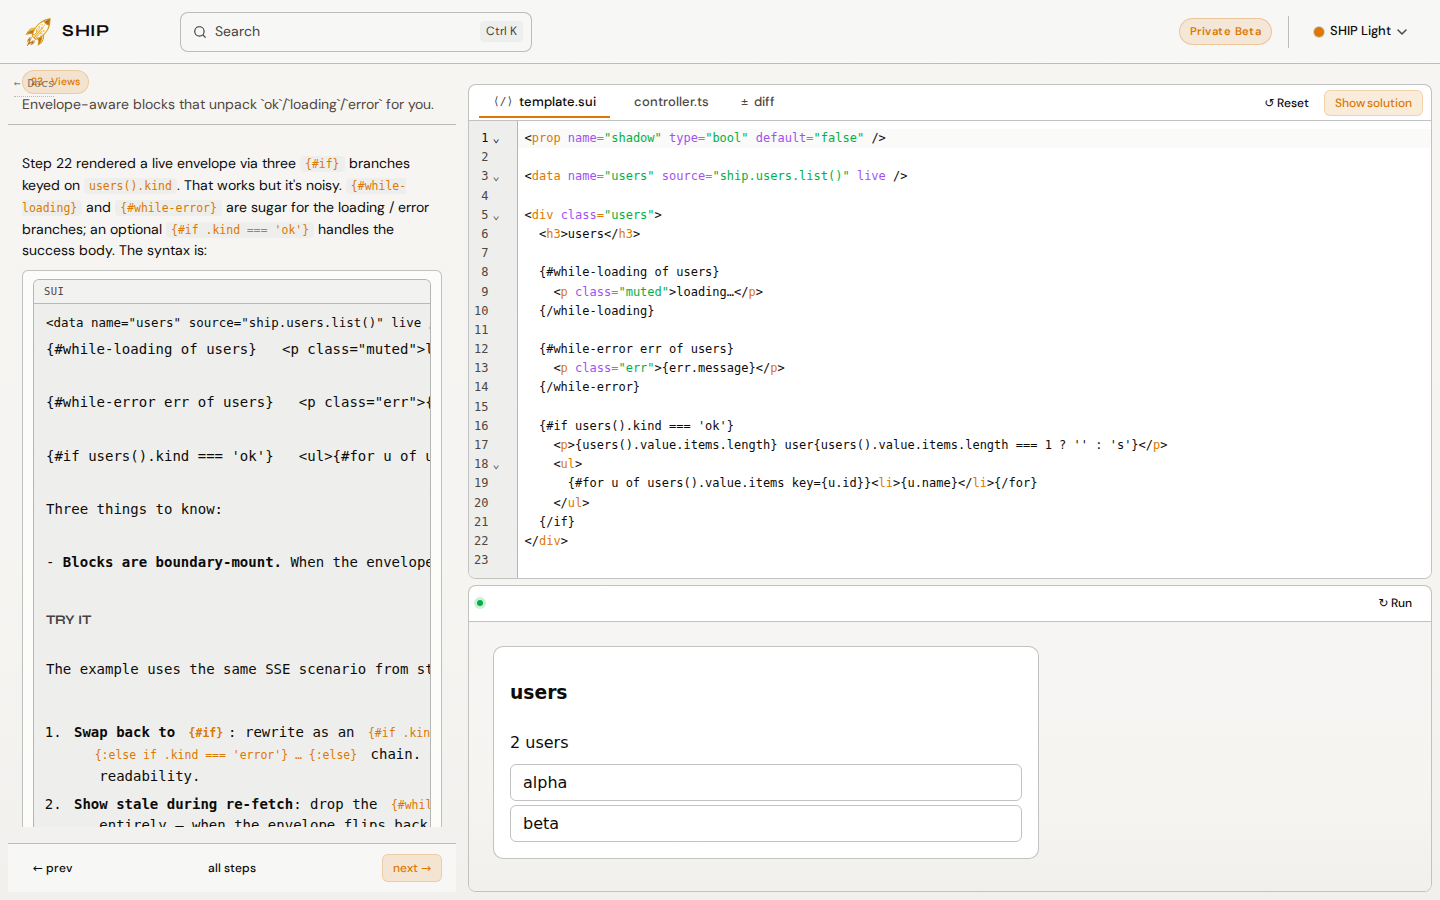 SHIP
Search
Ctrl K
Private Beta
SHIP Light
← Docs
Views
Envelope-aware blocks that unpack `ok`/`loading`/`error` for you.
Step 22 rendered a live envelope via three {#if} branches
keyed on users().kind. That works but it's noisy. {#while-
loading} and {#while-error} are sugar for the loading / error
branches; an optional {#if .kind === 'ok'} handles the
success body. The syntax is:
SUI
<data name="users" source="ship.users.list()" live
{#while-loading of users} <p class="muted">l
{#while-error err of users} <p class="err">{
{#if users().kind === 'ok'} <ul>{#for u of u
Three things to know:
- Blocks are boundary-mount. When the envelope
TRY IT
The example uses the same SSE scenario from st
1. Swap back to {#if}: rewrite as an {#if .kin
{:else if .kind === 'error'} … {:else} chain.
readability.
2. Show stale during re-fetch: drop the {#whil
entirely — when the envelope flips back
← prev
all steps
next →
template.sui
controller.ts
± diff
↺ Reset
Show solution
1 <prop name="shadow" type="bool" default="false" />
2
3 <data name="users" source="ship.users.list()" live />
4
5 <div class="users">
6 <h3>users</h3>
7
8 {#while-loading of users}
9 <p class="muted">loading…</p>
10 {/while-loading}
11
12 {#while-error err of users}
13 <p class="err">{err.message}</p>
14 {/while-error}
15
16 {#if users().kind === 'ok'}
17 <p>{users().value.items.length} user{users().value.items.length === 1 ? '' : 's'}</p>
18 <ul>
19 {#for u of users().value.items key={u.id}}<li>{u.name}</li>{/for}
20 </ul>
21 {/if}
22 </div>
23
↻ Run
users
2 users
alpha
beta